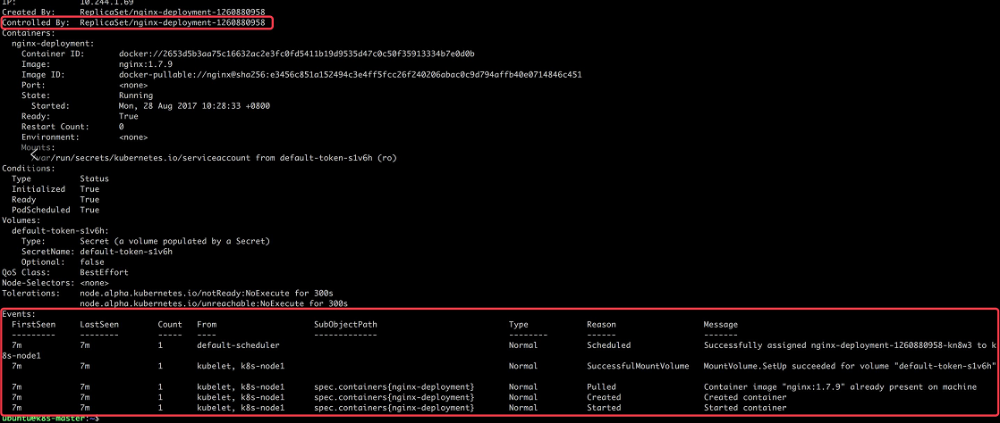 IP: 10.244.1.69
Created By: ReplicaSet/nginx-deployment-1260880958
Controlled By: ReplicaSet/nginx-deployment-1260880958
Containers:
nginx-deployment:
Container ID: docker://2653d5b3aa75c16632ac2e3fc0fd5411b19d9535d47c0c50f35913334b7e0d0b
Image: nginx:1.7.9
Image ID: docker-pullable://nginx@sha256:e3456c851a152494c3e4ff5fcc26f240206abac0c9d794affb40e0714846c451
Port: <none>
State: Running
Started: Mon, 28 Aug 2017 10:28:33 +0800
Ready: True
Restart Count: 0
Environment: <none>
Mounts:
/var/run/secrets/kubernetes.io/serviceaccount from default-token-s1v6h (ro)
Conditions:
Type Status
Initialized True
Ready True
PodScheduled True
Volumes:
default-token-s1v6h:
Type: Secret (a volume populated by a Secret)
SecretName: default-token-s1v6h
Optional: false
QoS Class: BestEffort
Node-Selectors: <none>
Tolerations: node.alpha.kubernetes.io/notReady:NoExecute for 300s
node.alpha.kubernetes.io/unreachable:NoExecute for 300s
Events:
FirstSeen LastSeen Count From SubObjectPath Type Reason Message
--------- -------- ----- ---- ------------- -------- ------ -------
7m 7m 1 default-scheduler Normal Scheduled Successfully assigned nginx-deployment-1260880958-kn8w3 to k
8s-node1
7m 7m 1 kubelet, k8s-node1 Normal SuccessfulMountVolume MountVolume.SetUp succeeded for volume "default-token-s1v6h"
7m 7m 1 kubelet, k8s-node1 spec.containers{nginx-deployment} Normal Pulled Container image "nginx:1.7.9" already present on machine
7m 7m 1 kubelet, k8s-node1 spec.containers{nginx-deployment} Normal Created Created container
7m 7m 1 kubelet, k8s-node1 spec.containers{nginx-deployment} Normal Started Started container
ubuntu@k8s-master:~$